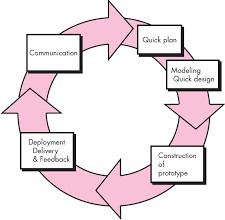 Communication
Quick plan
Modeling
Quick design
Construction
of
prototype
Deployment
Delivery
& Feedback